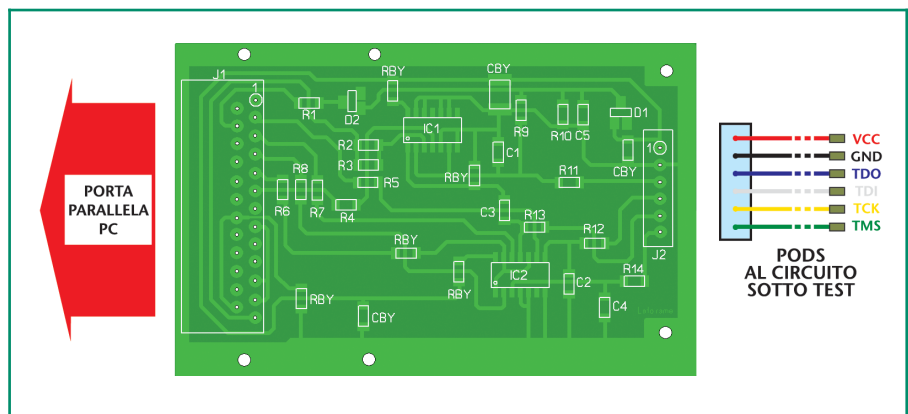 PORTA
PARALLELA
PC
J1
1
R1
D2
RBY
CBY
IC1
R9
R10
C5
D1
R2
R3
R5
R4
R8
R6
R7
C1
RBY
R11
1
CBY
C3
R13
R12
J2
RBY
IC2
RBY
C2
R14
C4
RBY
CBY
VCC
GND
TDO
TDI
TCK
TMS
PODS
AL CIRCUITO
SOTTO TEST